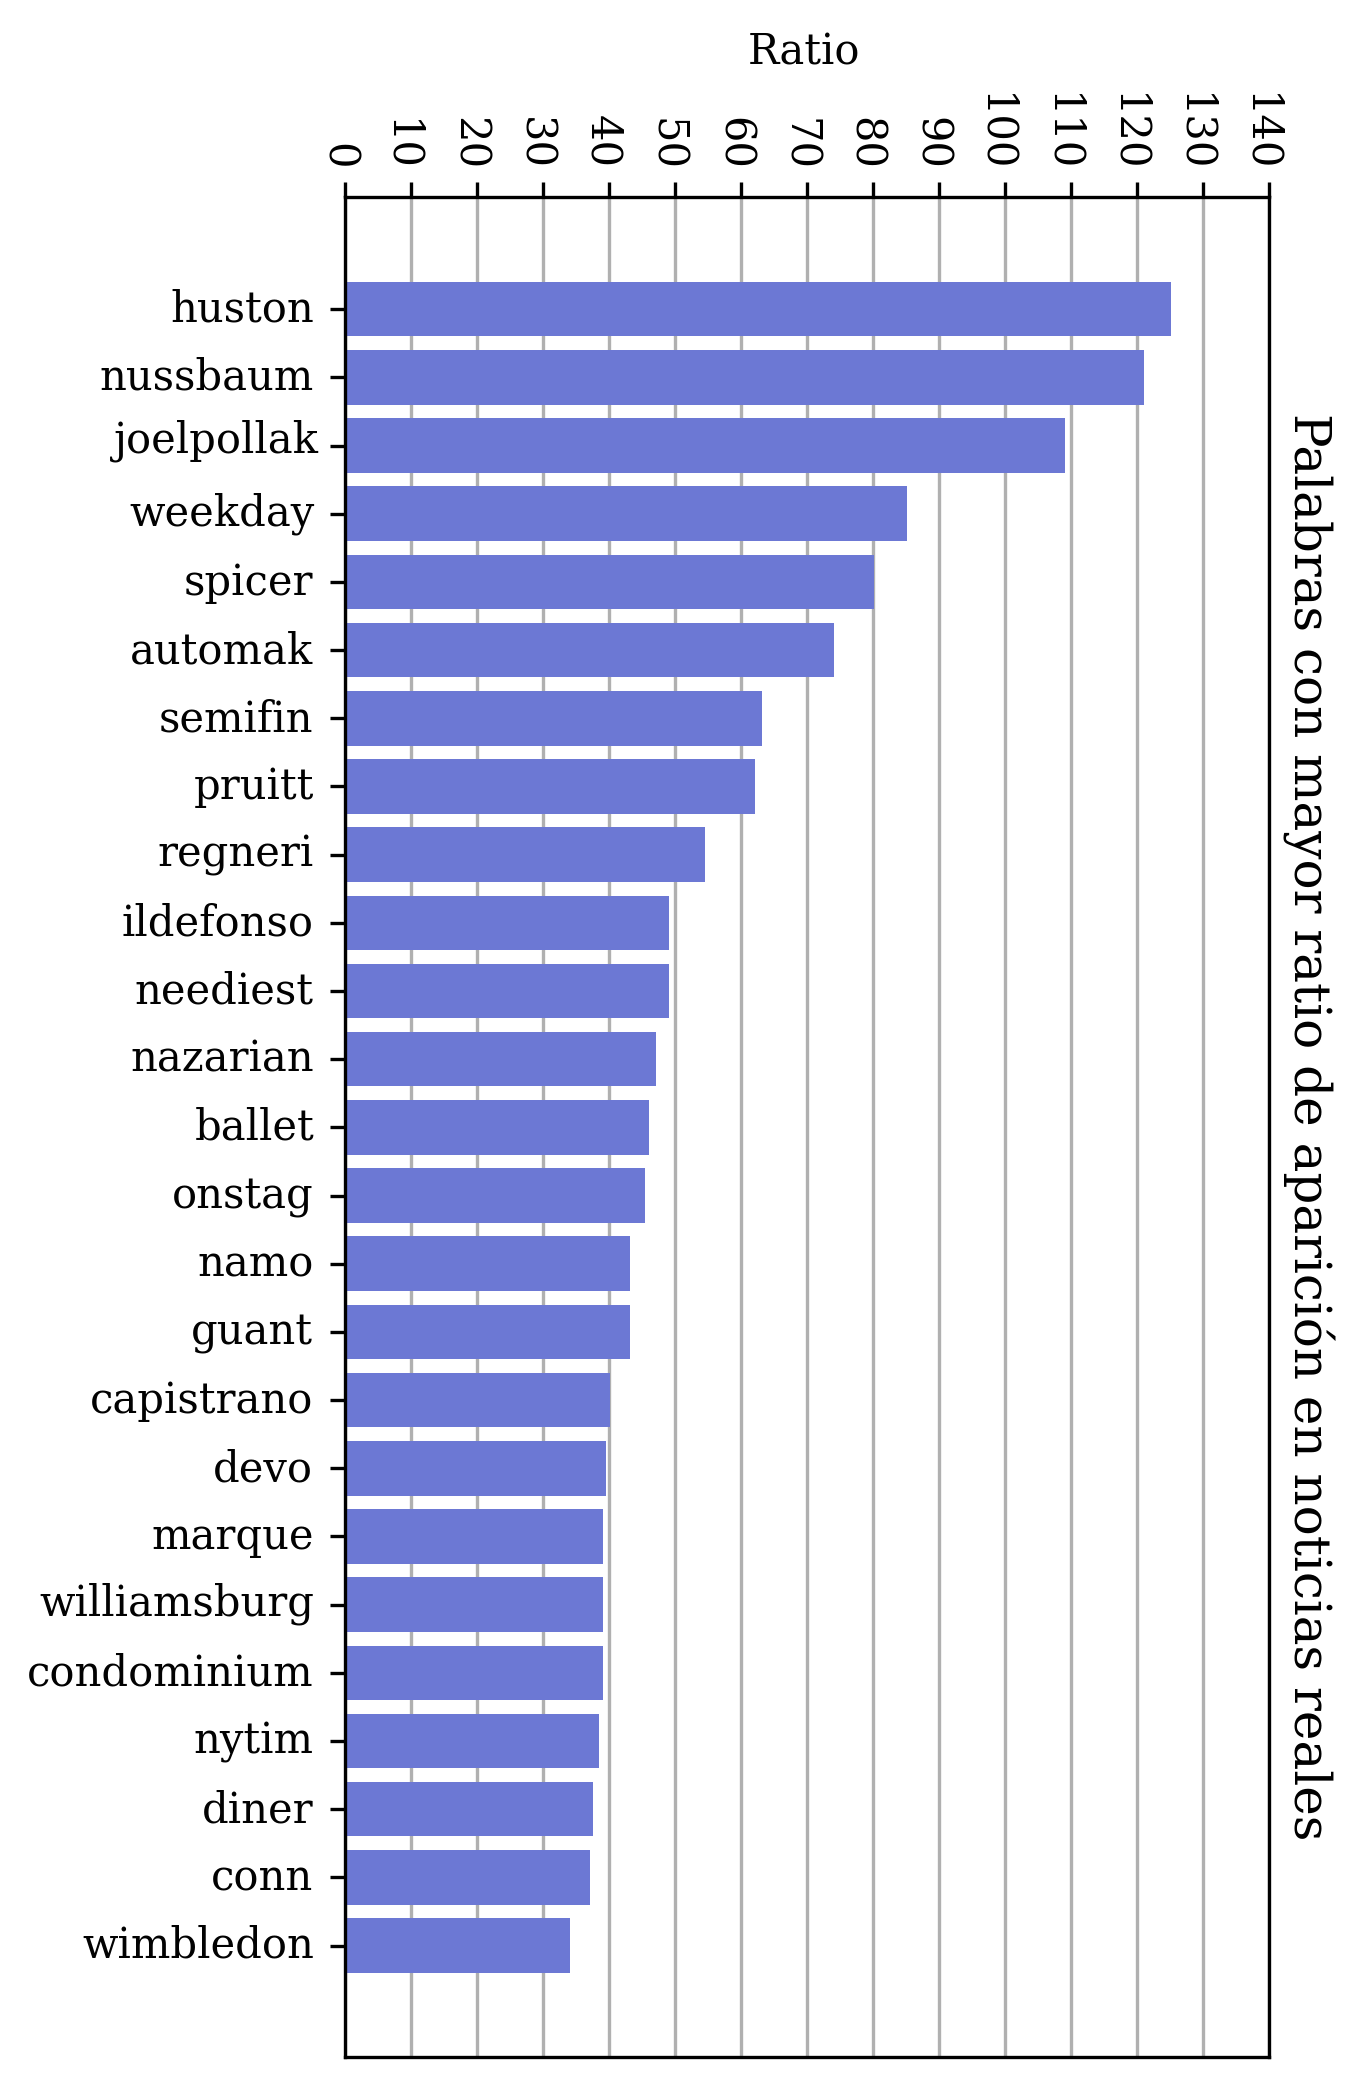 Ratio
0
10
20
30
40
50
60
70
80
90
100
110
120
130
140
huston
nussbaum
joelpollak
weekday
spicer
automak
semifin
pruitt
regneri
ildefonso
neediest
nazarian
ballet
onstag
namo
guant
capistrano
devo
marque
williamsburg
condominium
nytim
diner
conn
wimbledon
Palabras con mayor ratio de aparición en noticias reales